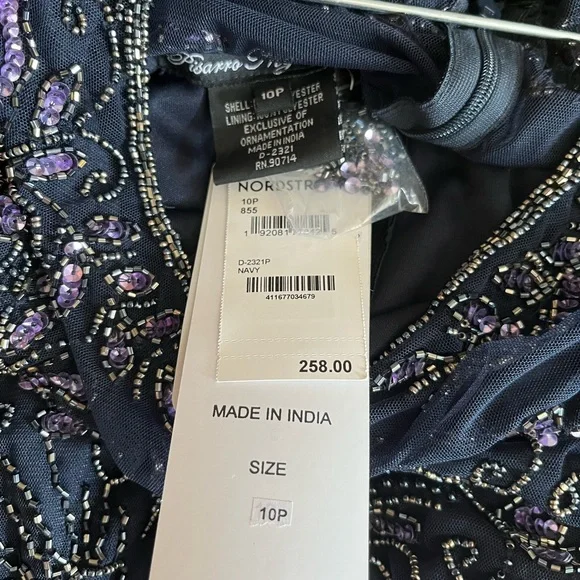 10P
SHELL
LINING
EXCLUSIVE OF
ORNAMENTATION
MADE IN INDIA
D-2321
RN.90714
10P
855
D-2321P
NAVY
411677034679
258.00
MADE IN INDIA
SIZE
10P